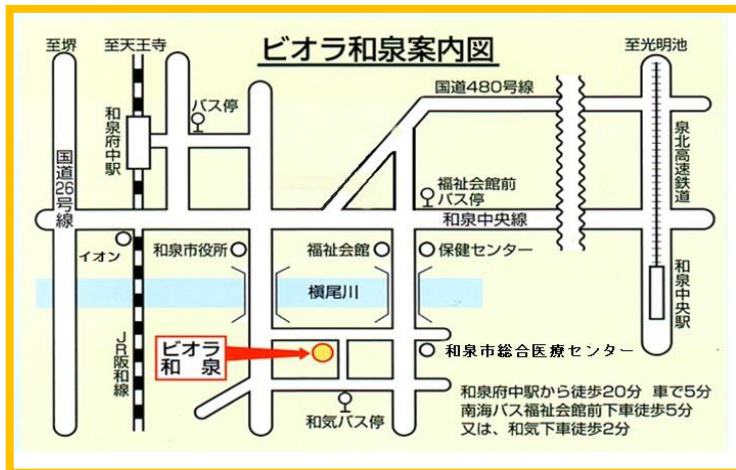 至堺
至天王寺
ビオラ和泉案内図
至光明池
国道480号線
バス停
和泉府中駅
泉北高速鉄道
国道26号線
福祉会館前
バス停
和泉中央線
イオン
和泉市役所
福祉会館
保健センター
槇尾川
和泉中央駅
JR阪和線
ビオラ
和泉
和泉市総合医療センター
和気バス停
和泉府中駅から徒歩20分 車で5分
南海バス福祉会館前下車徒歩5分
又は、和気下車徒歩2分